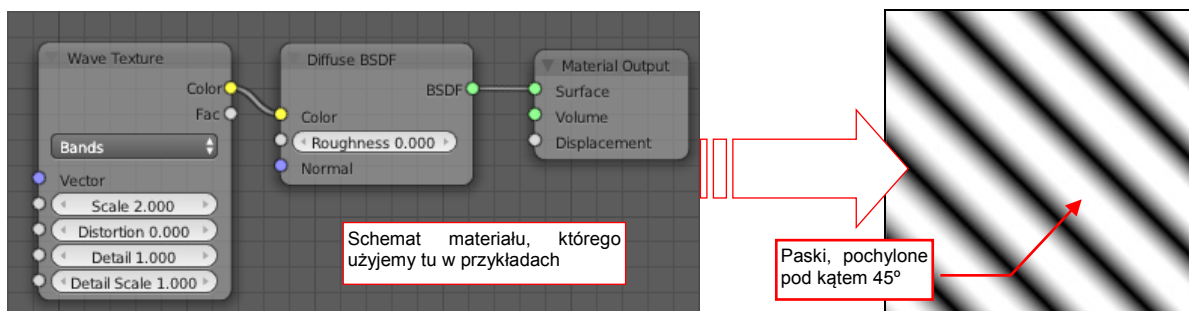 Wave Texture
Color
Fac
Bands
Vector
Scale 2.000
Distortion 0.000
Detail 1.000
Detail Scale 1.000
Diffuse BSDF
BSDF
Color
Roughness 0.000
Normal
Material Output
Surface
Volume
Displacement
Schemat materiału, którego
użyjemy tu w przykładach
Paski, pochylone
pod kątem 45º